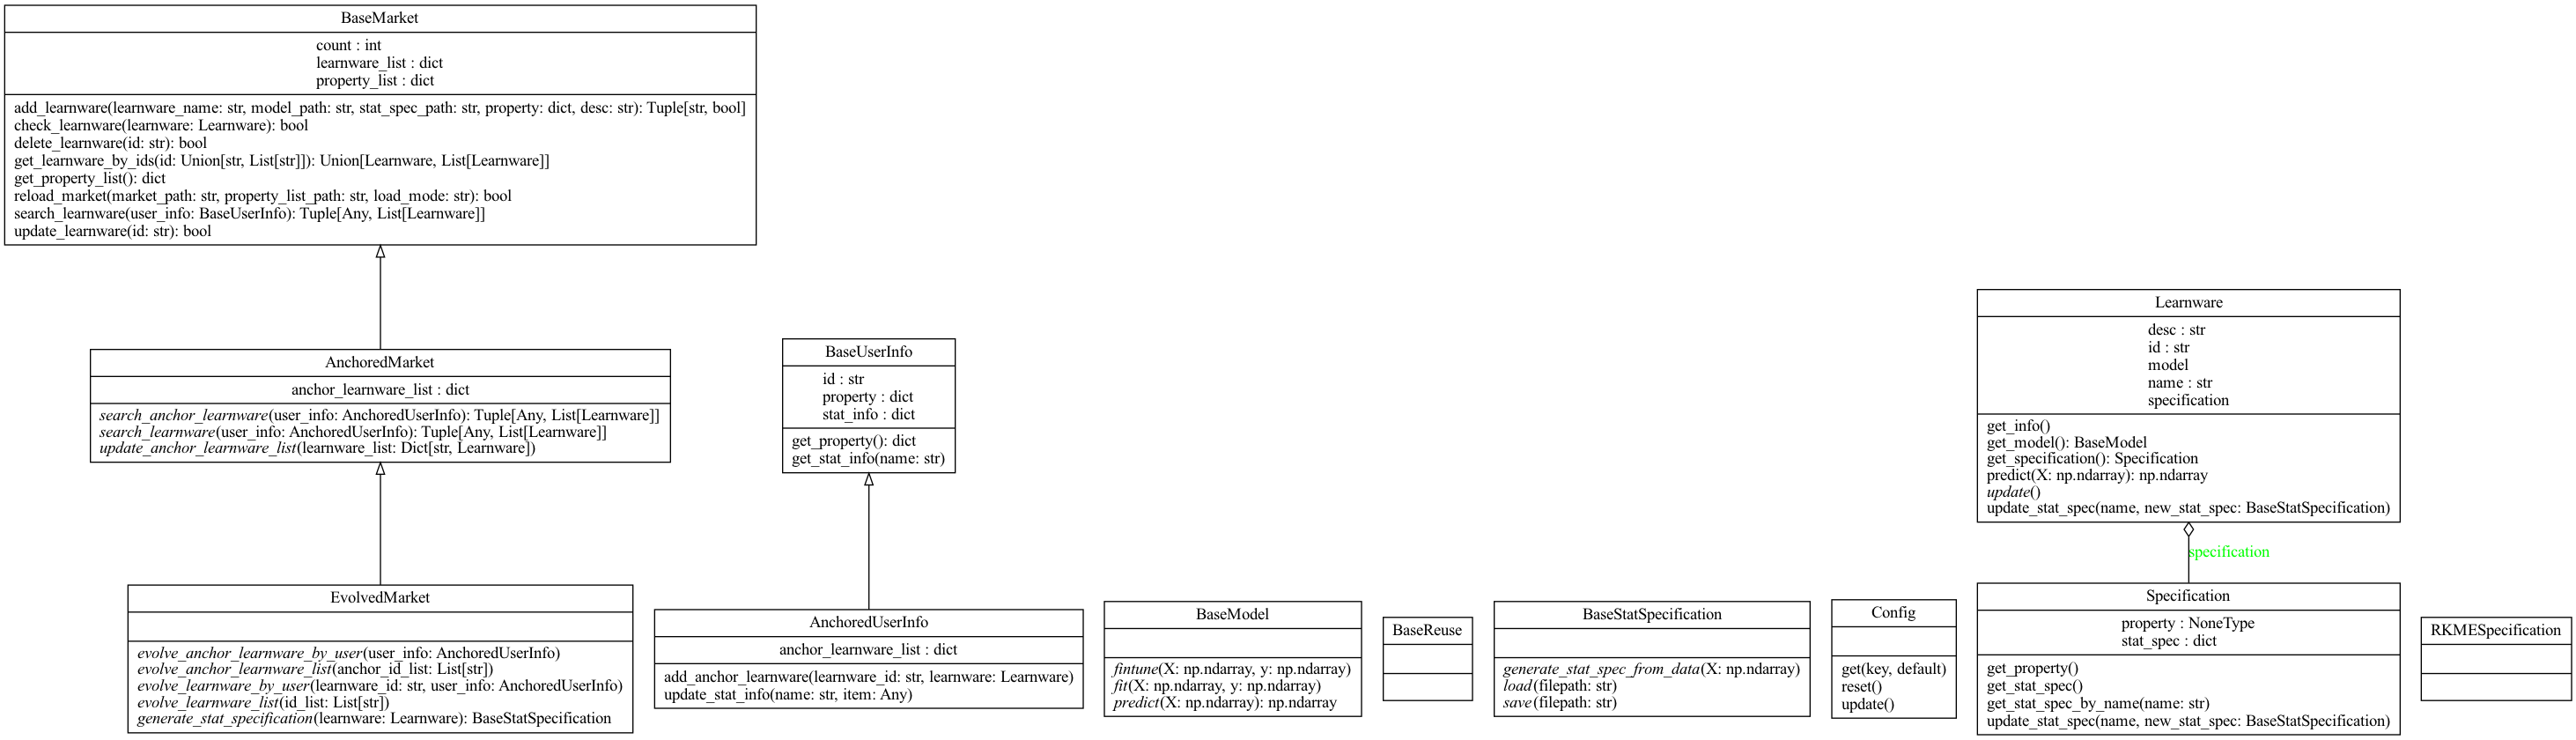 BaseMarket
count : int
learnware_list : dict
property_list : dict
add_learnware(learnware_name: str, model_path: str, stat_spec_path: str, property: dict, desc: str): Tuple[str, bool]
check_learnware(learnware: Learnware): bool
delete_learnware(id: str): bool
get_learnware_by_ids(id: Union[str, List[str]]): Union[Learnware, List[Learnware]]
get_property_list(): dict
reload_market(market_path: str, property_list_path: str, load_mode: str): bool
search_learnware(user_info: BaseUserInfo): Tuple[Any, List[Learnware]]
update_learnware(id: str): bool
AnchoredMarket
anchor_learnware_list : dict
search_anchor_learnware(user_info: AnchoredUserInfo): Tuple[Any, List[Learnware]]
search_learnware(user_info: AnchoredUserInfo): Tuple[Any, List[Learnware]]
update_anchor_learnware_list(learnware_list: Dict[str, Learnware])
EvolvedMarket
evolve_anchor_learnware_by_user(user_info: AnchoredUserInfo)
evolve_anchor_learnware_list(anchor_id_list: List[str])
evolve_learnware_by_user(learnware_id: str, user_info: AnchoredUserInfo)
evolve_learnware_list(id_list: List[str])
generate_stat_specification(learnware: Learnware): BaseStatSpecification
BaseUserInfo
id : str
property : dict
stat_info : dict
get_property(): dict
get_stat_info(name: str)
AnchoredUserInfo
anchor_learnware_list : dict
add_anchor_learnware(learnware_id: str, learnware: Learnware)
update_stat_info(name: str, item: Any)
BaseModel
fintune(X: np.ndarray, y: np.ndarray)
fit(X: np.ndarray, y: np.ndarray)
predict(X: np.ndarray): np.ndarray
BaseReuse
BaseStatSpecification
generate_stat_spec_from_data(X: np.ndarray)
load(filepath: str)
save(filepath: str)
Config
get(key, default)
reset()
update()
Learnware
desc : str
id : str
model
name : str
specification
get_info()
get_model(): BaseModel
get_specification(): Specification
predict(X: np.ndarray): np.ndarray
update()
update_stat_spec(name, new_stat_spec: BaseStatSpecification)
specification
Specification
property : NoneType
stat_spec : dict
get_property()
get_stat_spec()
get_stat_spec_by_name(name: str)
update_stat_spec(name, new_stat_spec: BaseStatSpecification)
RKMESpecification